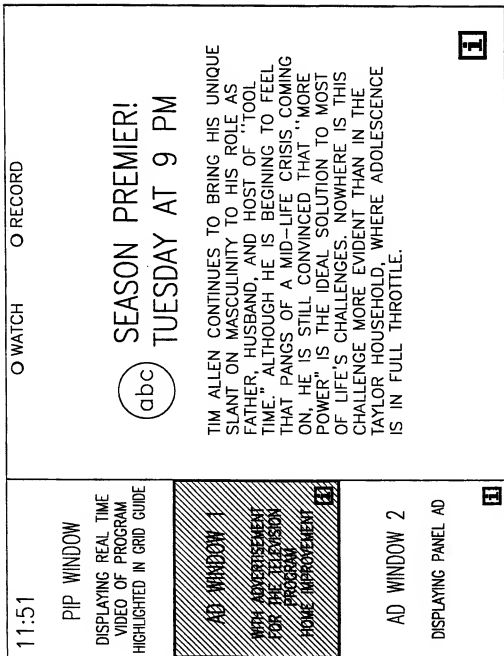 11:51
PIP WINDOW
DISPLAYING REAL TIME
VIDEO OF PROGRAM
HIGHLIGHTED IN GRID GUIDE
AD WINDOW 1
WITH ADVERTISEMENT
FOR THE TELEVISION
PROGRAM
HOME IMPROVEMENT
i
AD WINDOW 2
DISPLAYING PANEL AD
i
O WATCH O RECORD
abc
SEASON PREMIER!
TUESDAY AT 9 PM
TIM ALLEN CONTINUES TO BRING HIS UNIQUE
SLANT ON MASCULINITY TO HIS ROLE AS
FATHER, HUSBAND, AND HOST OF "TOOL
TIME." ALTHOUGH HE IS BEGINING TO FEEL
THAT PANGS OF A MID-LIFE CRISIS COMING
ON, HE IS STILL CONVINCED THAT "MORE
POWER" IS THE IDEAL SOLUTION TO MOST
OF LIFE'S CHALLENGES. NOWHERE IS THIS
CHALLENGE MORE EVIDENT THAN IN THE
TAYLOR HOUSEHOLD, WHERE ADOLESCENCE
IS IN FULL THROTTLE.
i